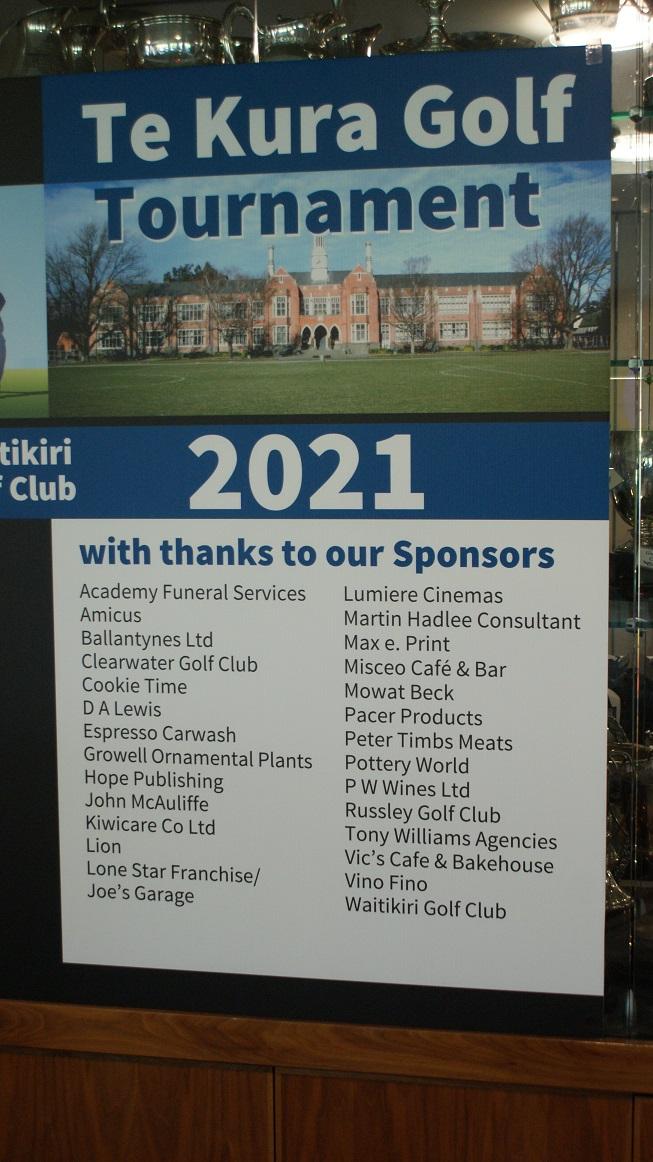 Te Kura Golf
Tournament
tikiri
f Club
2021
with thanks to our Sponsors
Academy Funeral Services
Amicus
Ballantynes Ltd
Clearwater Golf Club
Cookie Time
D A Lewis
Espresso Carwash
Growell Ornamental Plants
Hope Publishing
John McAuliffe
Kiwicare Co Ltd
Lion
Lone Star Franchise/
Joe's Garage
Lumiere Cinemas
Martin Hadlee Consultant
Max e. Print
Misceo Café & Bar
Mowat Beck
Pacer Products
Peter Timbs Meats
Pottery World
P W Wines Ltd
Russley Golf Club
Tony Williams Agencies
Vic's Cafe & Bakehouse
Vino Fino
Waitikiri Golf Club